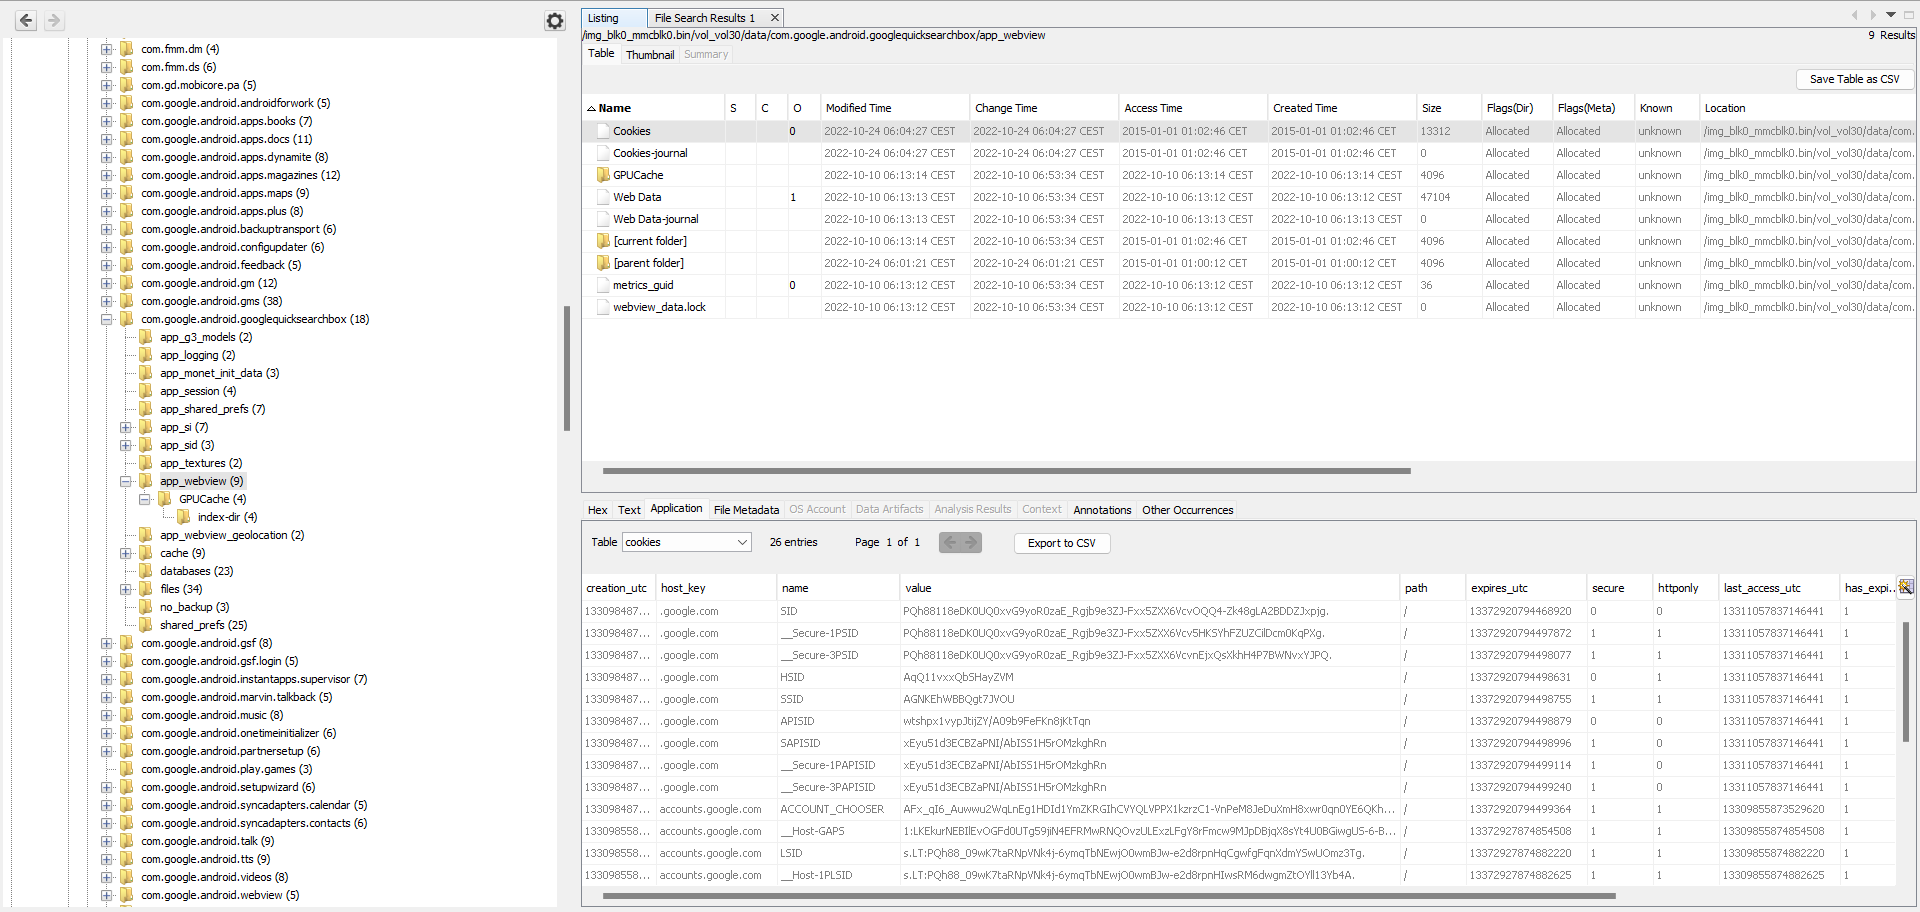 com.fmm.dm (4)
com.fmm.ds (6)
com.gd.mobicore.pa (5)
com.google.android.androidforwork (5)
com.google.android.apps.books (7)
com.google.android.apps.docs (11)
com.google.android.apps.dynamite (8)
com.google.android.apps.magazines (12)
com.google.android.apps.maps (9)
com.google.android.apps.plus (8)
com.google.android.backuptransport (6)
com.google.android.configupdater (6)
com.google.android.feedback (5)
com.google.android.gm (12)
com.google.android.gms (38)
com.google.android.googlequicksearchbox (18)
app_g3_models (2)
app_logging (2)
app_monet_init_data (3)
app_session (4)
app_shared_prefs (7)
app_si (7)
app_sid (3)
app_textures (2)
app_webview (9)
GPUCache (4)
index-dir (4)
app_webview_geolocation (2)
cache (9)
databases (23)
files (34)
no_backup (3)
shared_prefs (25)
com.google.android.gsf (8)
com.google.android.gsf.login (5)
com.google.android.instantapps.supervisor (7)
com.google.android.marvin.talkback (5)
com.google.android.music (8)
com.google.android.onetimeinitializer (6)
com.google.android.partnersetup (6)
com.google.android.play.games (3)
com.google.android.setupwizard (6)
com.google.android.syncadapters.calendar (5)
com.google.android.syncadapters.contacts (6)
com.google.android.talk (9)
com.google.android.tts (9)
com.google.android.videos (8)
com.google.android.webview (5)
Listing File Search Results 1
/img_blk0_mmcblk0.bin/vol_vol30/data/com.google.android.googlequicksearchbox/app_webview 9 Results
Table Thumbnail Summary
Save Table as CSV
Name S C O Modified Time Change Time Access Time Created Time Size Flags(Dir) Flags(Meta) Known Location
Cookies 0 2022-10-24 06:04:27 CEST 2022-10-24 06:04:27 CEST 2015-01-01 01:02:46 CET 2015-01-01 01:02:46 CET 13312 Allocated Allocated unknown /img_blk0_mmcblk0.bin/vol_vol30/data/com.
Cookies-journal 2022-10-24 06:04:27 CEST 2022-10-24 06:04:27 CEST 2015-01-01 01:02:46 CET 2015-01-01 01:02:46 CET 0 Allocated Allocated unknown /img_blk0_mmcblk0.bin/vol_vol30/data/com.
GPUCache 2022-10-10 06:13:14 CEST 2022-10-10 06:53:34 CEST 2022-10-10 06:13:14 CEST 2022-10-10 06:13:14 CEST 4096 Allocated Allocated unknown /img_blk0_mmcblk0.bin/vol_vol30/data/com.
Web Data 1 2022-10-10 06:13:13 CEST 2022-10-10 06:53:34 CEST 2022-10-10 06:13:12 CEST 2022-10-10 06:13:12 CEST 47104 Allocated Allocated unknown /img_blk0_mmcblk0.bin/vol_vol30/data/com.
Web Data-journal 2022-10-10 06:13:13 CEST 2022-10-10 06:53:34 CEST 2022-10-10 06:13:13 CEST 2022-10-10 06:13:12 CEST 0 Allocated Allocated unknown /img_blk0_mmcblk0.bin/vol_vol30/data/com.
[current folder] 2022-10-10 06:13:14 CEST 2022-10-10 06:53:34 CEST 2015-01-01 01:02:46 CET 2015-01-01 01:02:46 CET 4096 Allocated Allocated unknown /img_blk0_mmcblk0.bin/vol_vol30/data/com.
[parent folder] 2022-10-24 06:01:21 CEST 2022-10-24 06:01:21 CEST 2015-01-01 01:00:12 CET 2015-01-01 01:00:12 CET 4096 Allocated Allocated unknown /img_blk0_mmcblk0.bin/vol_vol30/data/com.
metrics_guid 0 2022-10-10 06:13:12 CEST 2022-10-10 06:53:34 CEST 2022-10-10 06:13:12 CEST 2022-10-10 06:13:12 CEST 36 Allocated Allocated unknown /img_blk0_mmcblk0.bin/vol_vol30/data/com.
webview_data.lock 2022-10-10 06:13:12 CEST 2022-10-10 06:53:34 CEST 2022-10-10 06:13:12 CEST 2022-10-10 06:13:12 CEST 0 Allocated Allocated unknown /img_blk0_mmcblk0.bin/vol_vol30/data/com.
Hex Text Application File Metadata OS Account Data Artifacts Analysis Results Context Annotations Other Occurrences
Table cookies 26 entries Page 1 of 1 Export to CSV
creation_utc host_key name value path expires_utc secure httponly last_access_utc has_expi...
133098487... .google.com SID PQh88118eDK0UQ0xvG9yoR0zaE_Rgjb9e3ZJ-Fxx5ZXX6VcvOQQ4-Zk48gLA2BDDZJxpjg. / 13372920794468920 0 0 13311057837146441 1
133098487... .google.com __Secure-1PSID PQh88118eDK0UQ0xvG9yoR0zaE_Rgjb9e3ZJ-Fxx5ZXX6Vcv5HKSYhFZUZCilDcm0KqPXg. / 13372920794497872 1 1 13311057837146441 1
133098487... .google.com __Secure-3PSID PQh88118eDK0UQ0xvG9yoR0zaE_Rgjb9e3ZJ-Fxx5ZXX6VcvnEjxQsXkhH4P7BWNvxYJPQ. / 13372920794498077 1 1 13311057837146441 1
133098487... .google.com HSID AqQ11vxxQbSHayZVM / 13372920794498631 0 1 13311057837146441 1
133098487... .google.com SSID AGNKEhWBBQgt7JVOU / 13372920794498755 1 1 13311057837146441 1
133098487... .google.com APISID wtshpx1vypJtijZY/A09b9FeFKn8jKtTqn / 13372920794498879 0 0 13311057837146441 1
133098487... .google.com SAPISID xEyu51d3ECBZaPNI/AbISS1H5rOMzkghRn / 13372920794498996 1 0 13311057837146441 1
133098487... .google.com __Secure-1PAPISID xEyu51d3ECBZaPNI/AbISS1H5rOMzkghRn / 13372920794499114 1 0 13311057837146441 1
133098487... .google.com __Secure-3PAPISID xEyu51d3ECBZaPNI/AbISS1H5rOMzkghRn / 13372920794499240 1 0 13311057837146441 1
133098487... accounts.google.com ACCOUNT_CHOOSER AFx_qI6_Auwwu2WqLnEg1HDId1YmZKRGIhCVYQLVPPX1kzrzC1-VnPeM8JeDuXmH8xwr0qn0YE6QKh... / 13372920794499364 1 1 13309855873529620 1
133098558... accounts.google.com __Host-GAPS 1:LKEkurNEBIlEvOGFd0UTg59jiN4EFRMwRNQOvzULExzLFgY8rFmcw9MJpDBjqX8sYt4U0BGiwgUS-6-B... / 13372927874854508 1 1 13309855874854508 1
133098558... accounts.google.com LSID s.LT:PQh88_09wK7taRNpVNk4j-6ymqTbNEwjO0wmBJw-e2d8rpnHqCgwfgFqnXdmYSwUOmz3Tg. / 13372927874882220 1 1 13309855874882220 1
133098558... accounts.google.com __Host-1PLSID s.LT:PQh88_09wK7taRNpVNk4j-6ymqTbNEwjO0wmBJw-e2d8rpnHIwsRM6dwgmZtOYll13Yb4A. / 13372927874882625 1 1 13309855874882625 1